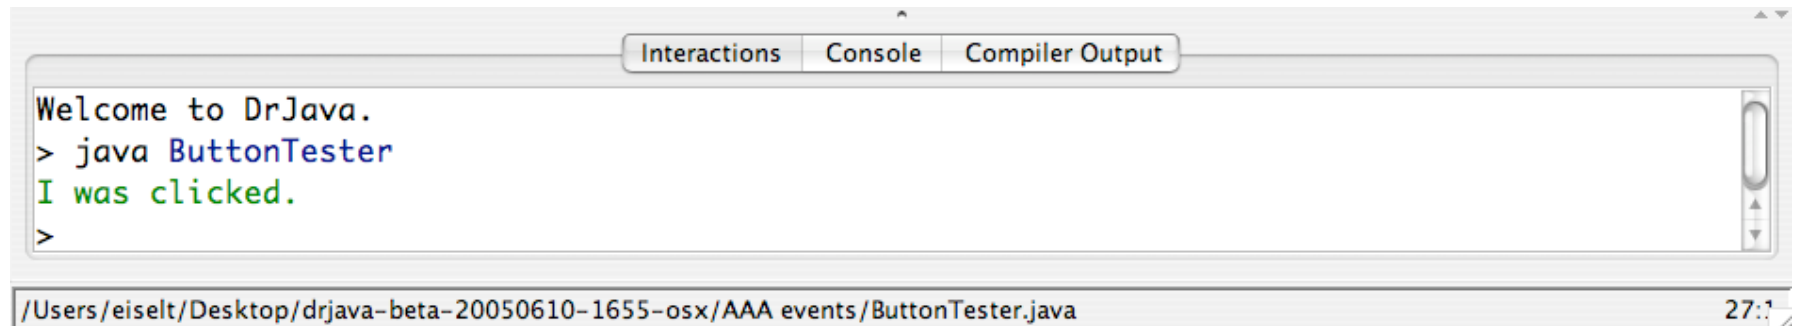 Interactions Console Compiler Output
Welcome to DrJava.
> java ButtonTester
I was clicked.
>
/Users/eiselt/Desktop/drjava-beta-20050610-1655-osx/AAA events/ButtonTester.java